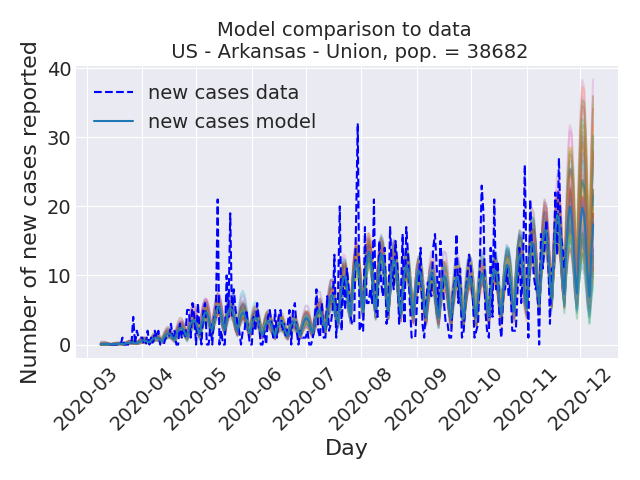 Model comparison to data
US - Arkansas - Union, pop. = 38682
Number of new cases reported
40
30
20
10
0
new cases data
new cases model
2020-03
2020-04
2020-05
2020-06
2020-07
2020-08
2020-09
2020-10
2020-11
2020-12
Day